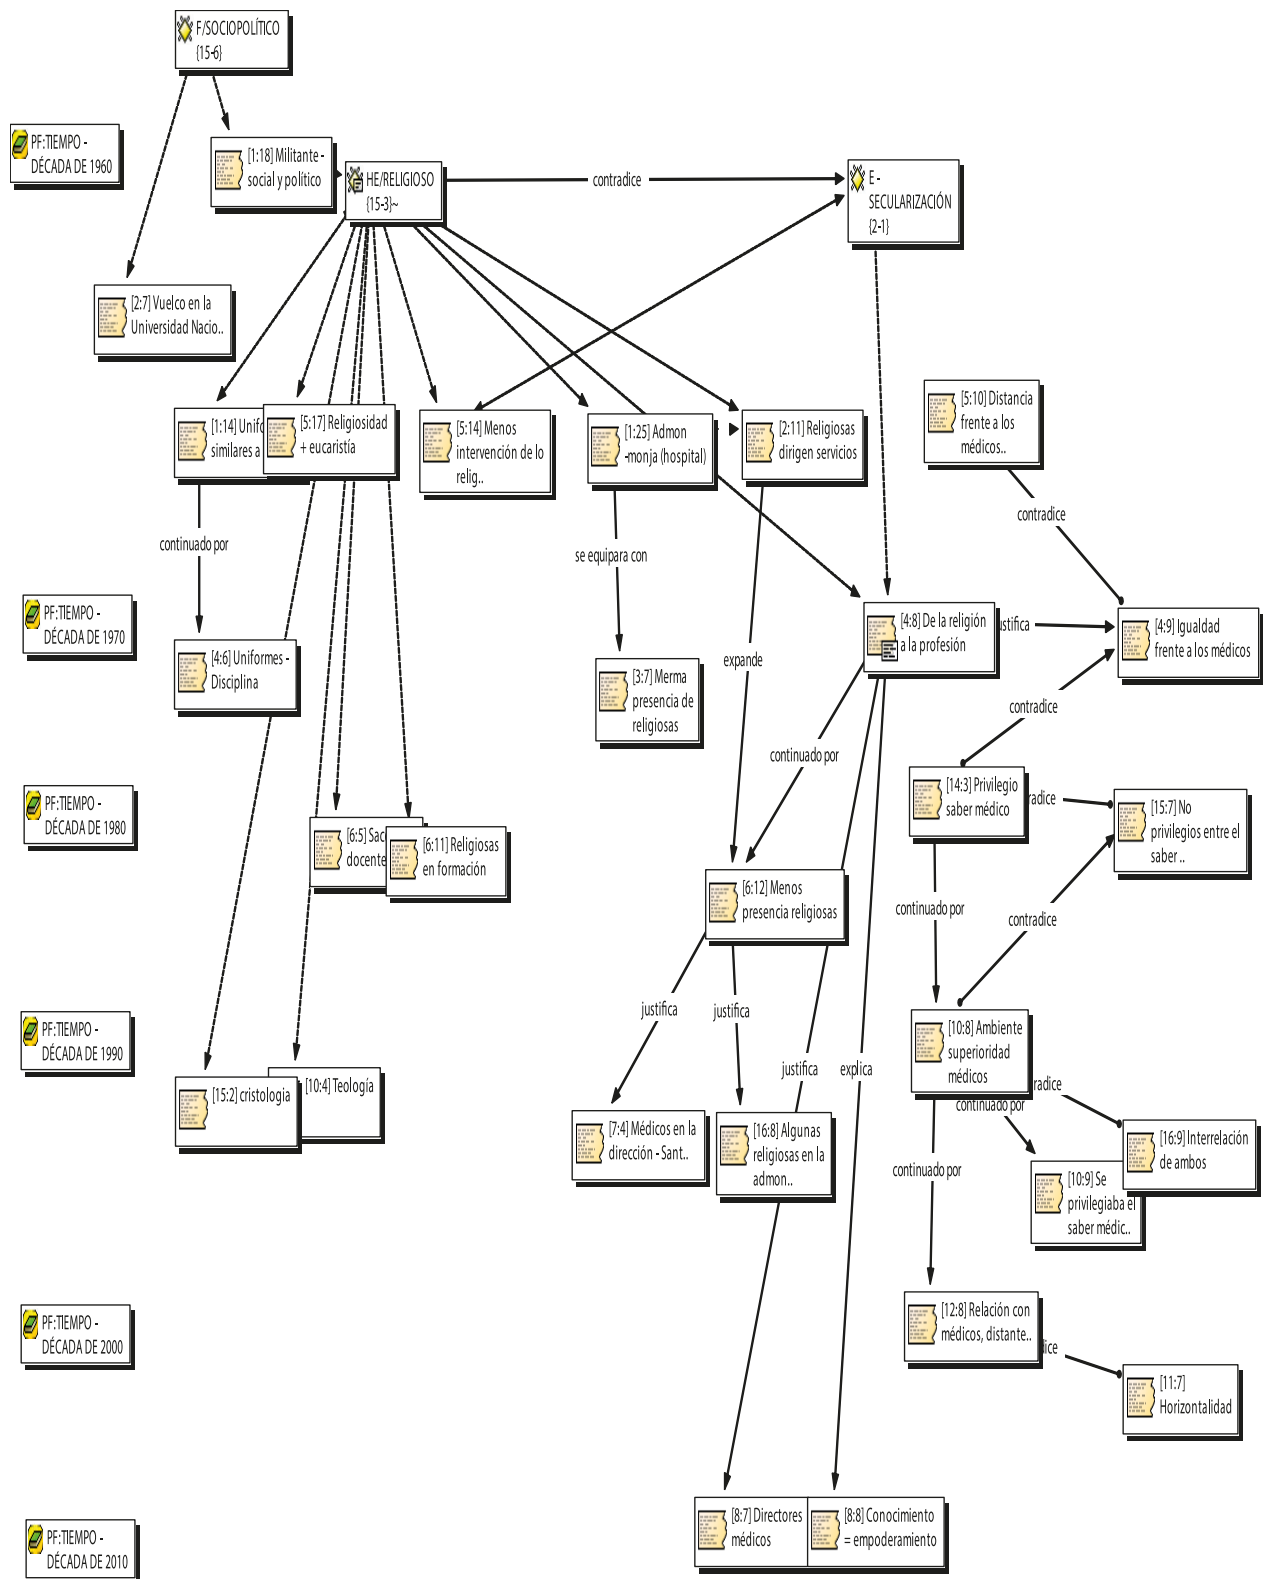 F/SOCIOPOLÍTICO
{15-6}
PF:TIEMPO -
DÉCADA DE 1960
[1:18] Militante -
social y político
HE/RELIGIOSO
{15-3}~
contradice
E -
SECULARIZACIÓN
{2-1}
[2:7] Vuelco en la
Universidad Nacio..
[1:14] Unifo
similares a
[5:17] Religiosidad
+ eucaristía
[5:14] Menos
intervención de lo
relig..
[1:25] Admon
-monja (hospital)
[2:11] Religiosas
dirigen servicios
[5:10] Distancia
frente a los
médicos..
contradice
continuado por
se equipara con
PF:TIEMPO -
DÉCADA DE 1970
[4:6] Uniformes -
Disciplina
[3:7] Merma
presencia de
religiosas
expande
[4:8] De la religión
a la profesión
ustifica
[4:9] Igualdad
frente a los médicos
contradice
continuado por
PF:TIEMPO -
DÉCADA DE 1980
[6:5] Sac
docente
[6:11] Religiosas
en formación
[14:3] Privilegio
saber médico
radice
[15:7] No
privilegios entre el
saber ..
[6:12] Menos
presencia religiosas
continuado por
contradice
justifica
justifica
PF:TIEMPO -
DÉCADA DE 1990
[15:2] cristologia
[10:4] Teología
justifica
explica
[10:8] Ambiente
superioridad
médicos
radice
continuado por
[7:4] Médicos en la
dirección - Sant..
[16:8] Algunas
religiosas en la
admon..
continuado por
[16:9] Interrelación
de ambos
[10:9] Se
privilegiaba el
saber médic..
PF:TIEMPO -
DÉCADA DE 2000
[12:8] Relación con
médicos, distante..
dice
[11:7]
Horizontalidad
PF:TIEMPO -
DÉCADA DE 2010
[8:7] Directores
médicos
[8:8] Conocimiento
= empoderamiento